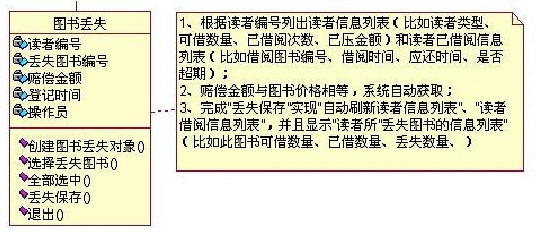 图书丢失
读者编号
丢失图书编号
赔偿金额
登记时间
操作员
创建图书丢失对象()
选择丢失图书()
全部选中()
丢失保存()
退出()
1、根据读者编号列出读者信息列表(比如读者类型、
可借数量、已借阅次数、已压金额)和读者已借阅信息
列表(比如借阅图书编号、借阅时间、应还时间、是否
超期);
2、赔偿金额与图书价格相等,系统自动获取;
3、完成"丢失保存"实现"自动刷新读者信息列表"、"读者
借阅信息列表",并且显示"读者所"丢失图书的信息列表"
(比如此图书可借数量、已借数量、丢失数量、)